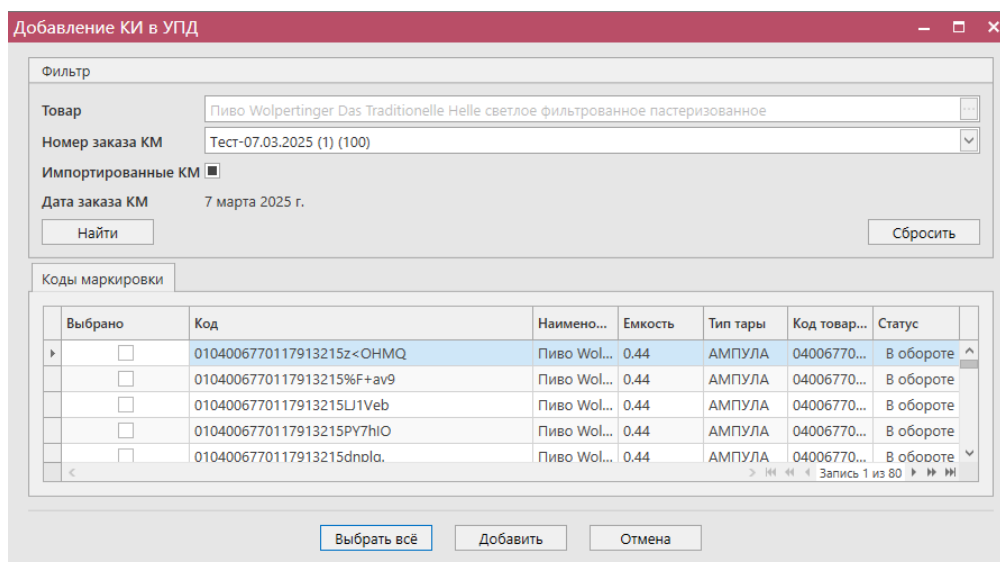 Добавление КИ в УПД
Фильтр
Товар Пиво Wolpertinger Das Traditionelle Helle светлое фильтрованное пастеризованное
Номер заказа КМ Тест-07.03.2025 (1) (100)
Импортированные КМ
Дата заказа КМ 7 марта 2025 г.
Найти Сбросить
Коды маркировки
Выбрано Код Наимено... Емкость Тип тары Код товар... Статус
0104006770117913215z<OHMQ Пиво Wol... 0.44 АМПУЛА 04006770... В обороте
0104006770117913215%F+av9 Пиво Wol... 0.44 АМПУЛА 04006770... В обороте
0104006770117913215LJ1Veb Пиво Wol... 0.44 АМПУЛА 04006770... В обороте
0104006770117913215PY7hIO Пиво Wol... 0.44 АМПУЛА 04006770... В обороте
Пиво Wol... 0.44 АМПУЛА 04006770... В обороте
Запись 1 из 80
Выбрать всё Добавить Отмена